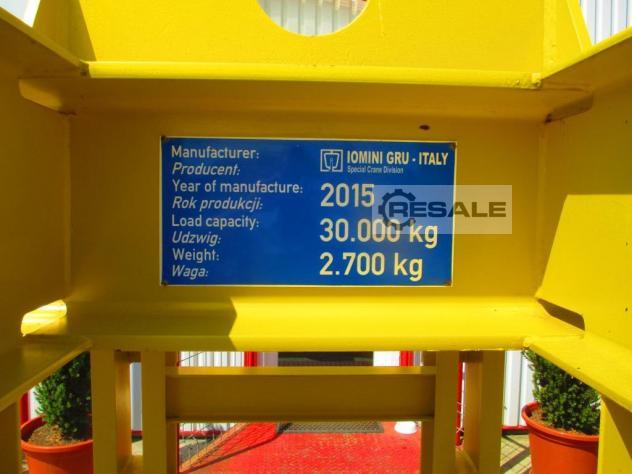 Manufacturer: IOMINI GRU - ITALY
Producent: Special Crane Division
Year of manufacture: 2015
Rok produkcji:
RESALE
Load capacity: 30.000 kg
Udzwig:
Weight: 2.700 kg
Waga: